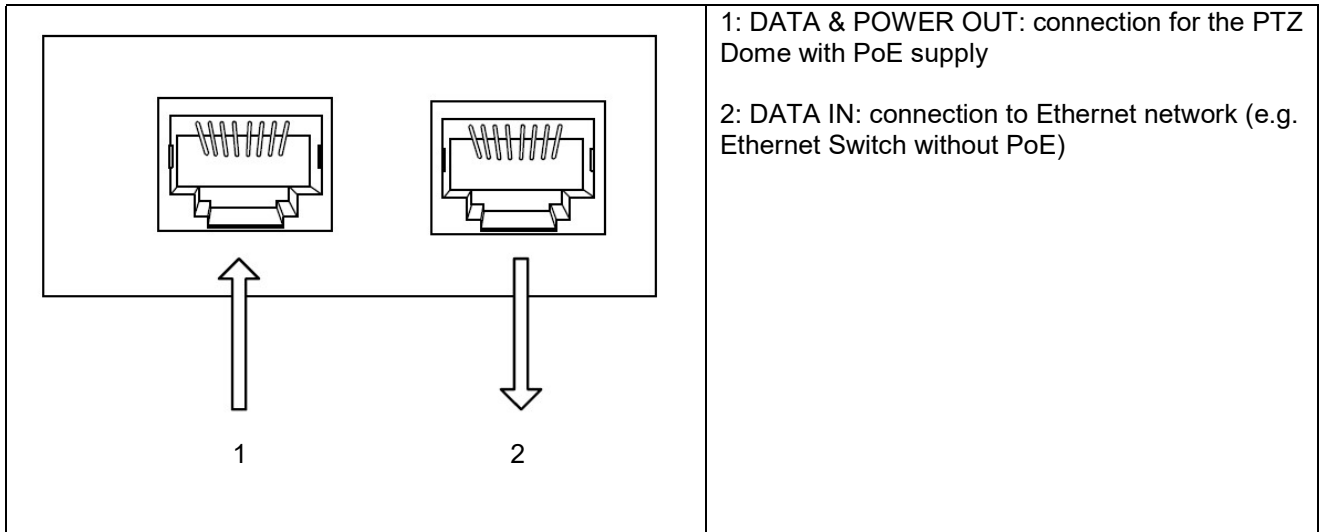 1: DATA & POWER OUT: connection for the PTZ
Dome with PoE supply
2: DATA IN: connection to Ethernet network (e.g.
Ethernet Switch without PoE)
1 2